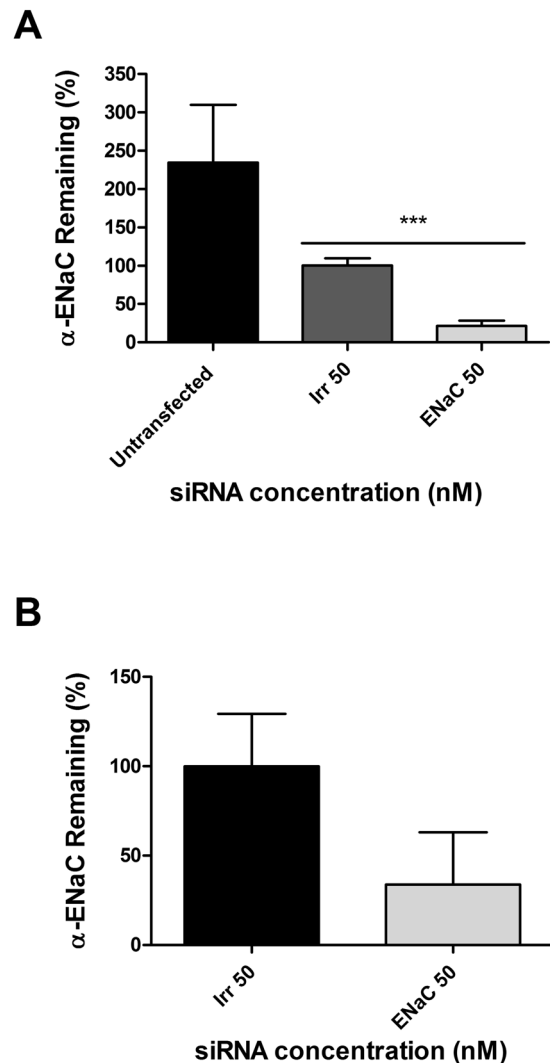 A
α-ENaC Remaining (%)
350
300
250
200
150
100
50
0
***
Untransfected
Irr 50
ENaC 50
siRNA concentration (nM)
B
α-ENaC Remaining (%)
150
100
50
0
Irr 50
ENaC 50
siRNA concentration (nM)